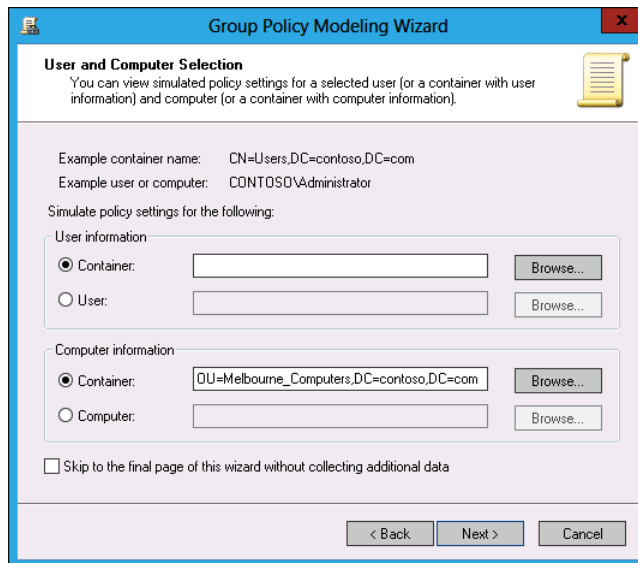 Group Policy Modeling Wizard
x
User and Computer Selection
You can view simulated policy settings for a selected user (or a container with user
information) and computer (or a container with computer information).
Example container name: CN=Users,DC=contoso,DC=com
Example user or computer: CONTOSO\Administrator
Simulate policy settings for the following:
User information
Container: Browse...
User: Browse...
Computer information
Container: OU=Melbourne_Computers,DC=contoso,DC=com Browse...
Computer: Browse...
Skip to the final page of this wizard without collecting additional data
< Back Next > Cancel